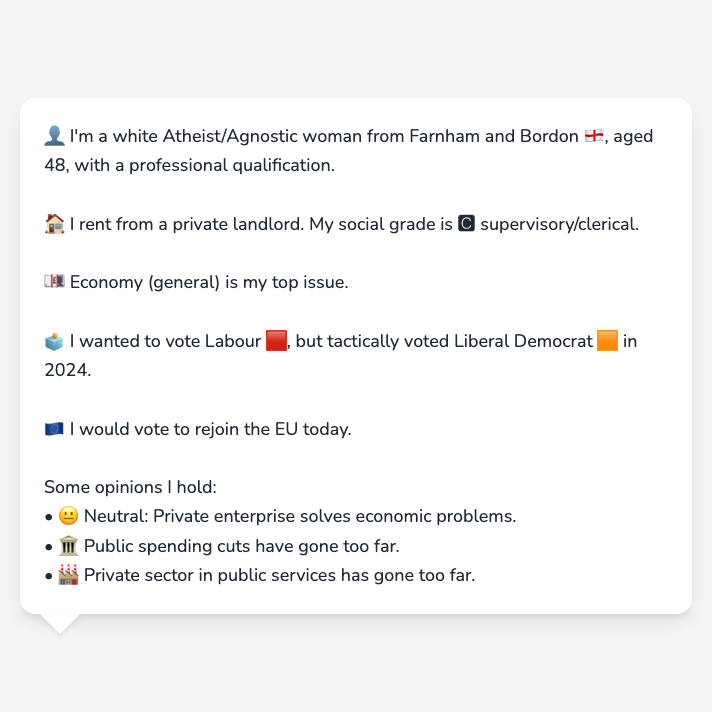 👤 I'm a white Atheist/Agnostic woman from Farnham and Bordon 🏴󠁧󠁢󠁥󠁮󠁧󠁿, aged
48, with a professional qualification.
🏠 I rent from a private landlord. My social grade is 🅲 supervisory/clerical.
💷 Economy (general) is my top issue.
🗳️ I wanted to vote Labour 🟥, but tactically voted Liberal Democrat 🟧 in
2024.
🇪🇺 I would vote to rejoin the EU today.
Some opinions I hold:
• 😐 Neutral: Private enterprise solves economic problems.
• 🏛️ Public spending cuts have gone too far.
• 🏭 Private sector in public services has gone too far.